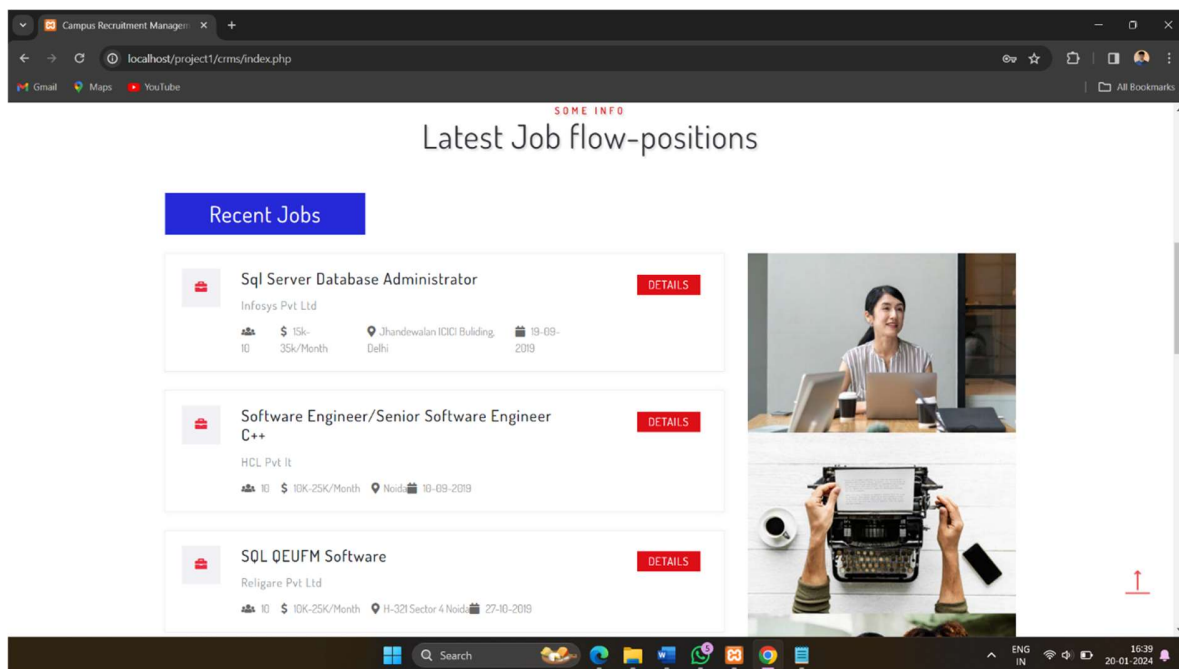 Campus Recruitment Managem
localhost/project1/crms/index.php
Gmail Maps YouTube All Bookmarks
SOME INFO
Latest Job flow-positions
Recent Jobs
Sql Server Database Administrator
DETAILS
Infosys Pvt Ltd
10 $ 15k-35k/Month Jhandewalan ICICI Buliding, Delhi 19-09-2019
Software Engineer/Senior Software Engineer
C++
DETAILS
HCL Pvt lt
10 $ 10K-25K/Month Noida 18-09-2019
SQL QEUFM Software
DETAILS
Religare Pvt Ltd
10 $ 10K-25K/Month H-321 Sector 4 Noida 27-10-2019
Search
5
ENG
IN
16:39
20-01-2024